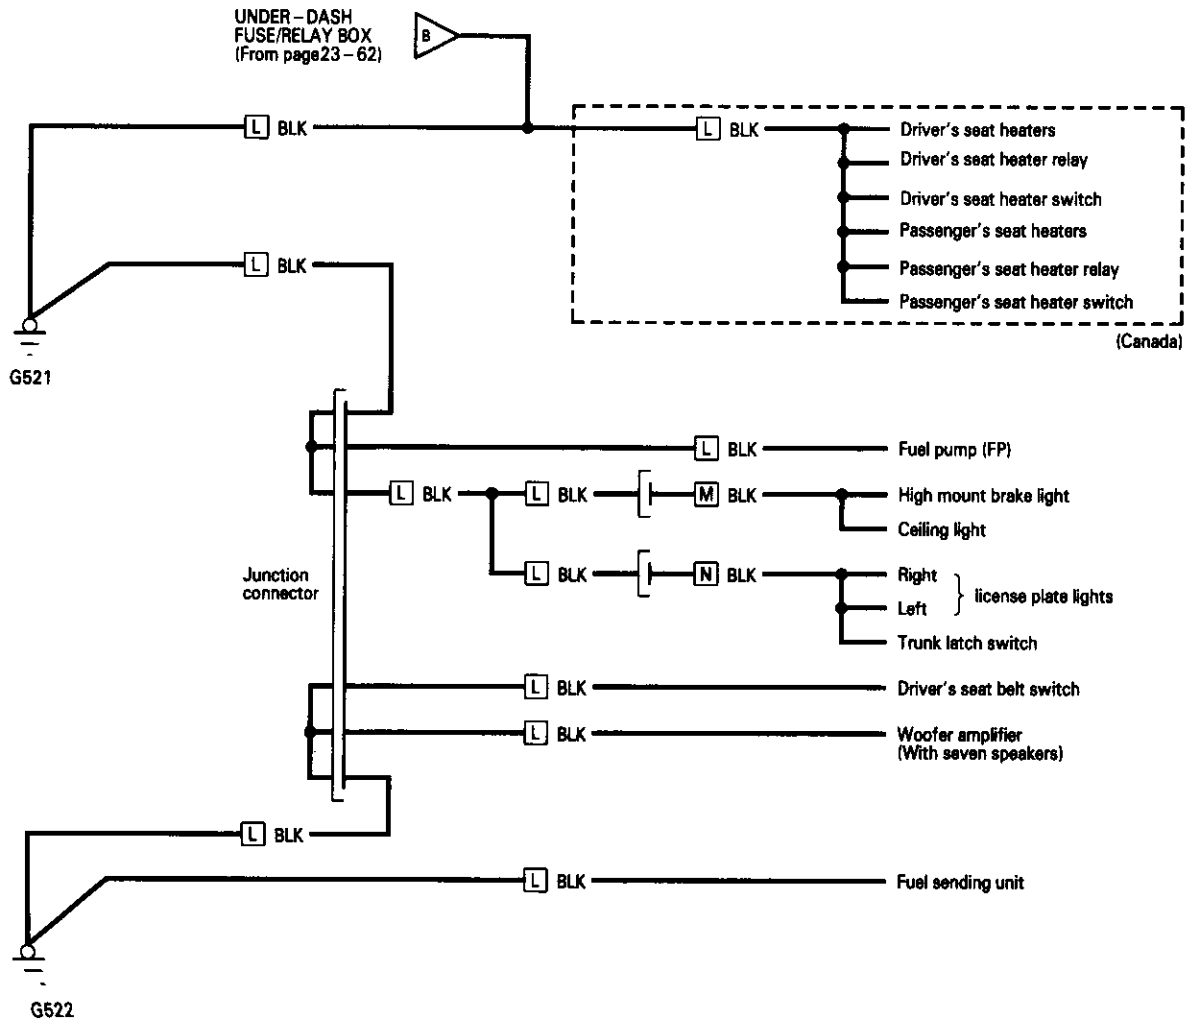 UNDER-DASH
FUSE/RELAY BOX
(From page23-62)
B
L BLK
L BLK
Driver's seat heaters
Driver's seat heater relay
Driver's seat heater switch
Passenger's seat heaters
Passenger's seat heater relay
Passenger's seat heater switch
(Canada)
L BLK
G521
L BLK
Fuel pump (FP)
L BLK
L BLK
M BLK
High mount brake light
Ceiling light
Junction
connector
L BLK
N BLK
Right
Left
license plate lights
Trunk latch switch
L BLK
Driver's seat belt switch
L BLK
Woofer amplifier
(With seven speakers)
L BLK
L BLK
Fuel sending unit
G522